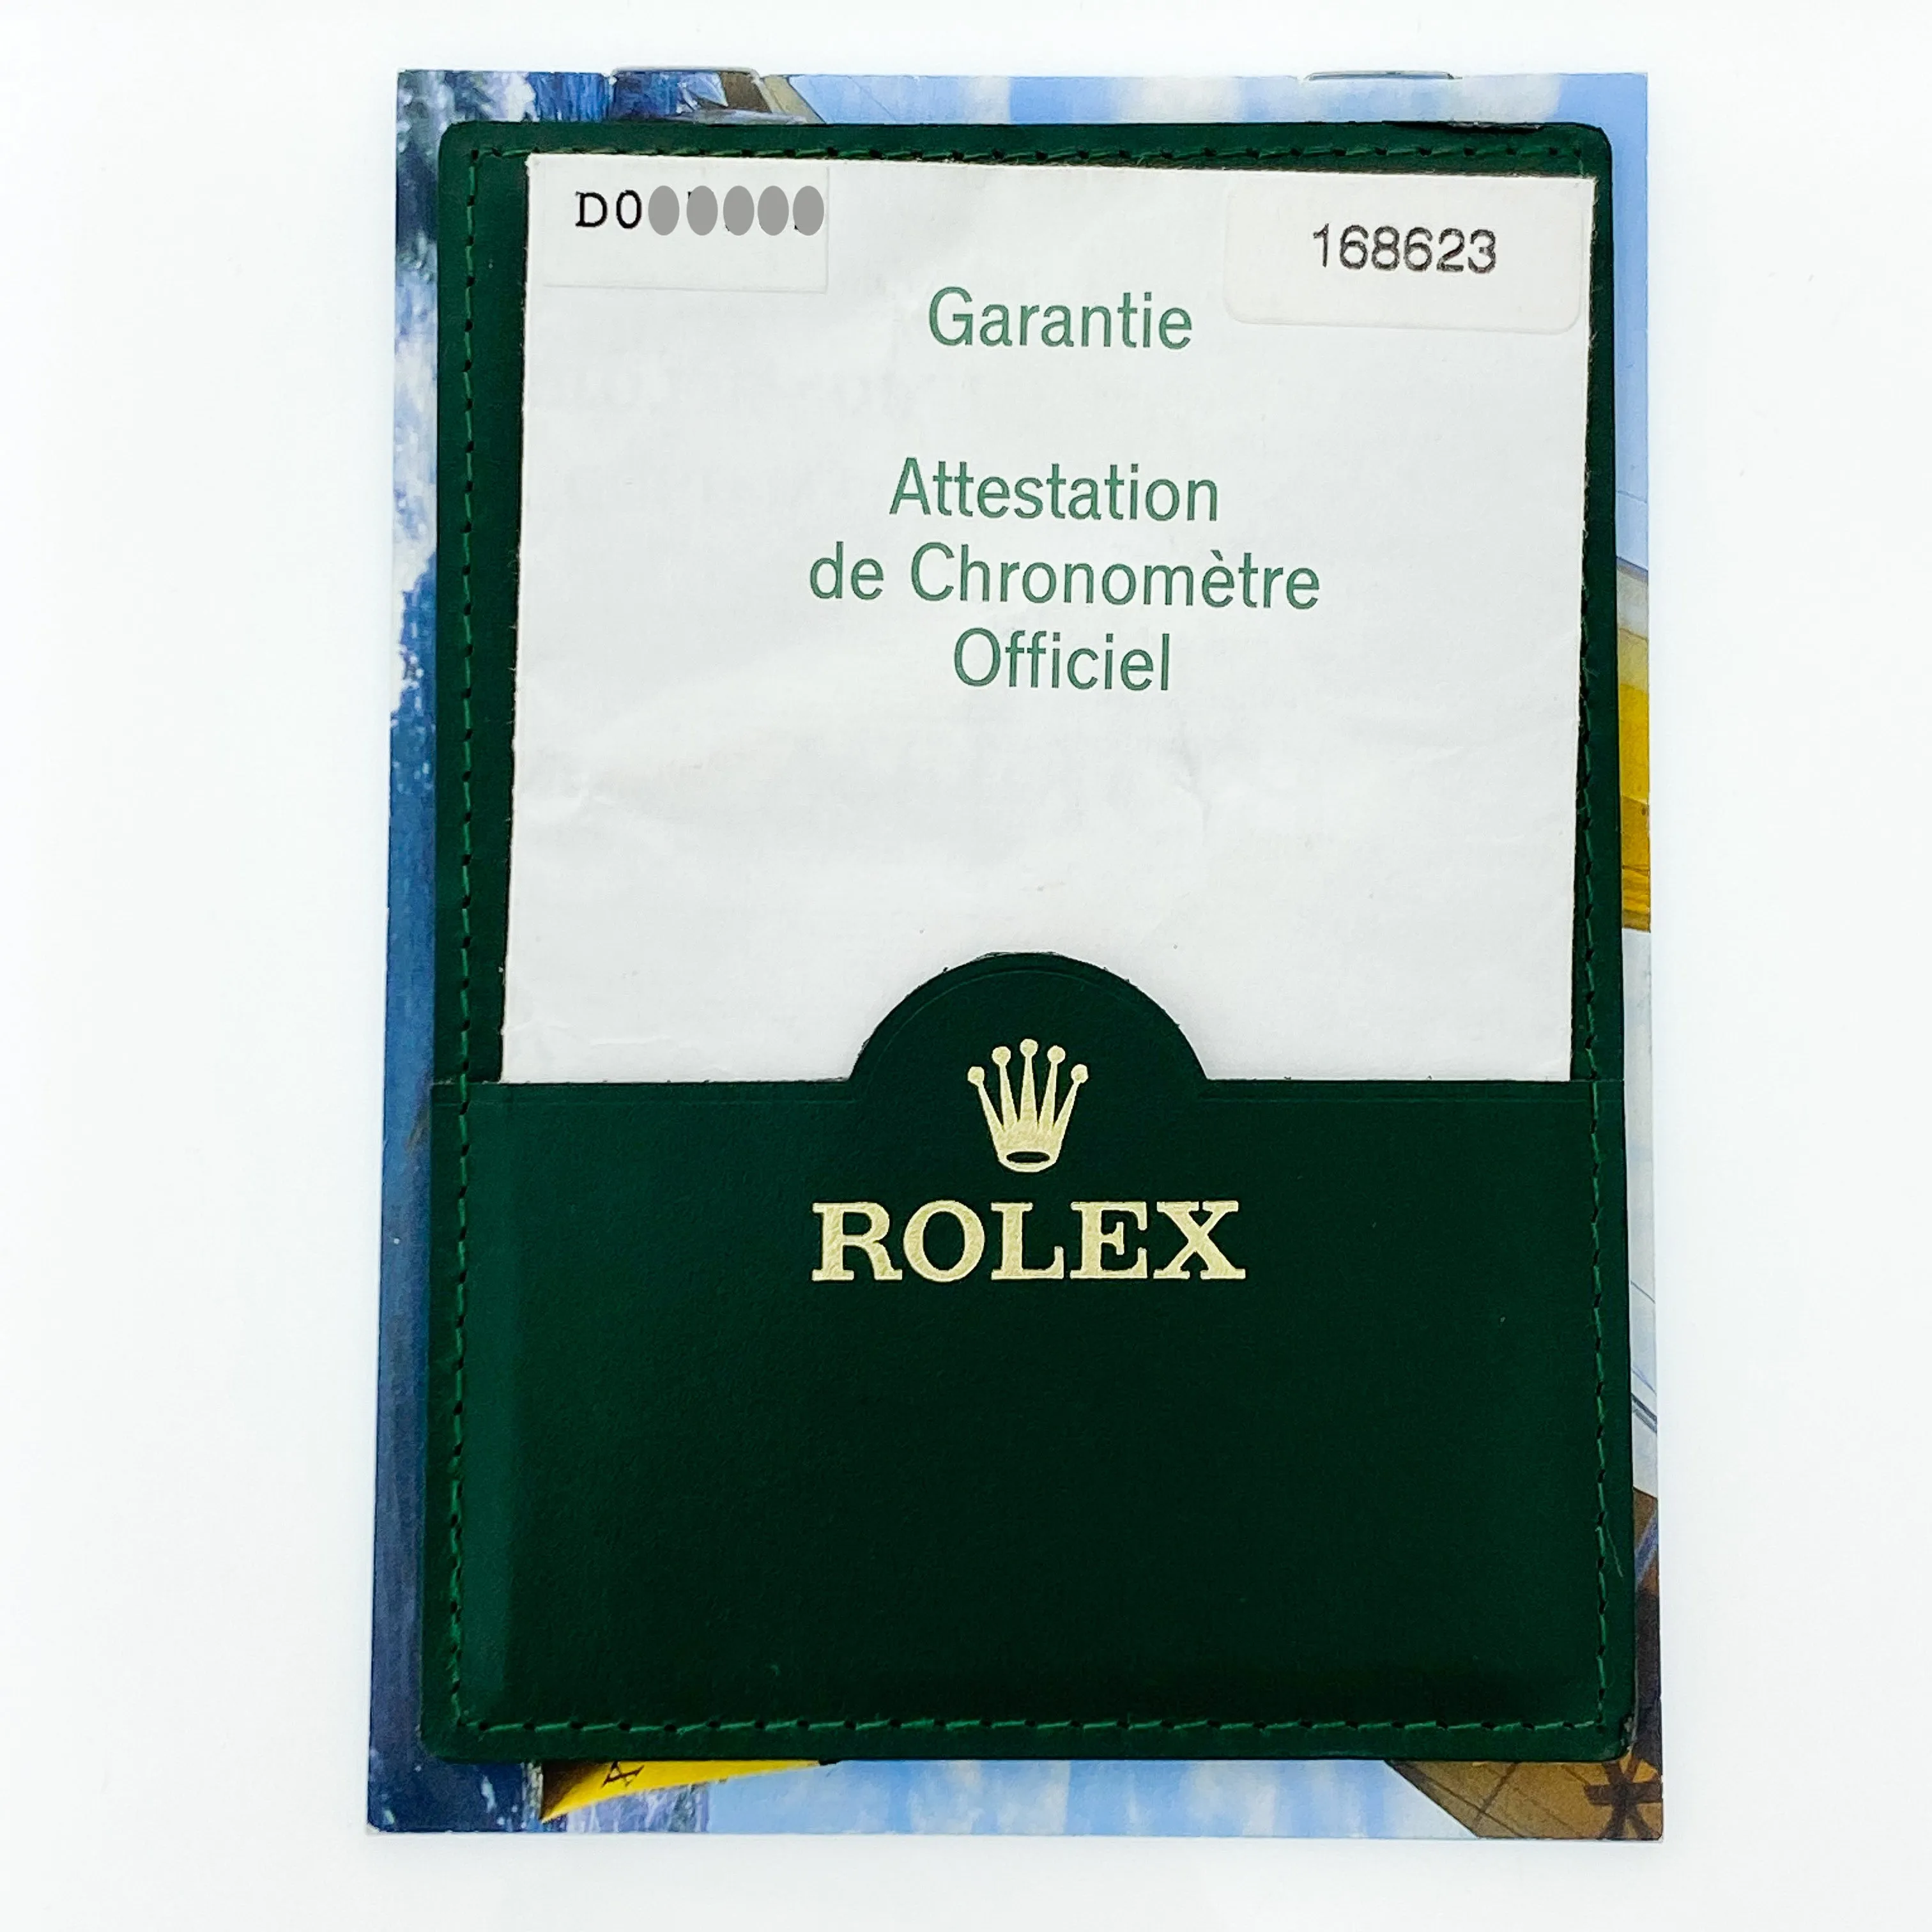 D0
168623
Garantie
Attestation
de Chronomètre
Officiel
ROLEX